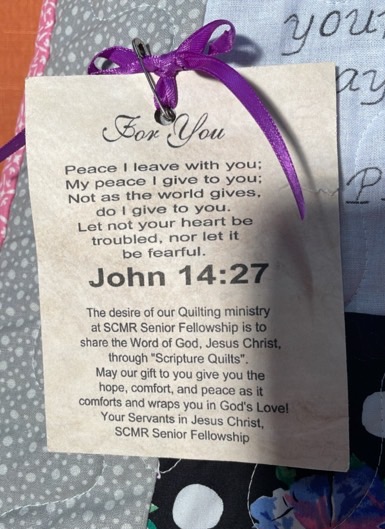 For You
Peace I leave with you;
My peace I give to you;
Not as the world gives,
do I give to you.
Let not your heart be
troubled, nor let it
be fearful.
John 14:27
The desire of our Quilting ministry
at SCMR Senior Fellowship is to
share the Word of God, Jesus Christ,
through "Scripture Quilts".
May our gift to you give you the
hope, comfort, and peace as it
comforts and wraps you in God's Love!
Your Servants in Jesus Christ,
SCMR Senior Fellowship